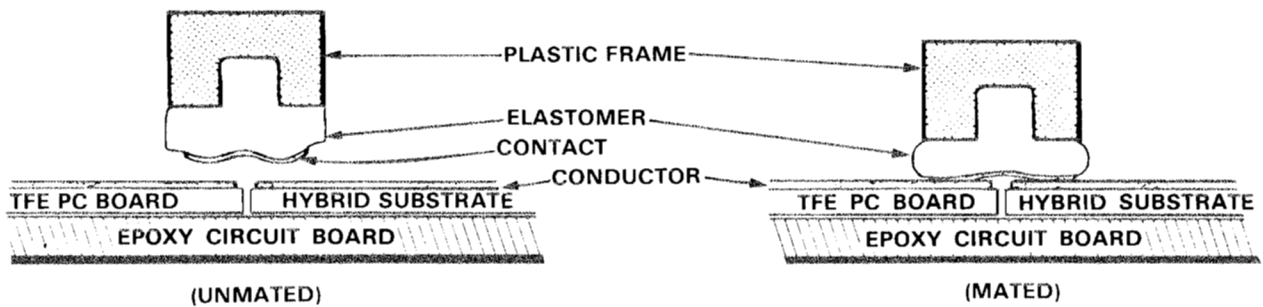 PLASTIC FRAME
ELASTOMER
CONTACT
CONDUCTOR
TFE PC BOARD
HYBRID SUBSTRATE
TFE PC BOARD
HYBRID SUBSTRATE
EPOXY CIRCUIT BOARD
EPOXY CIRCUIT BOARD
(UNMATED)
(MATED)